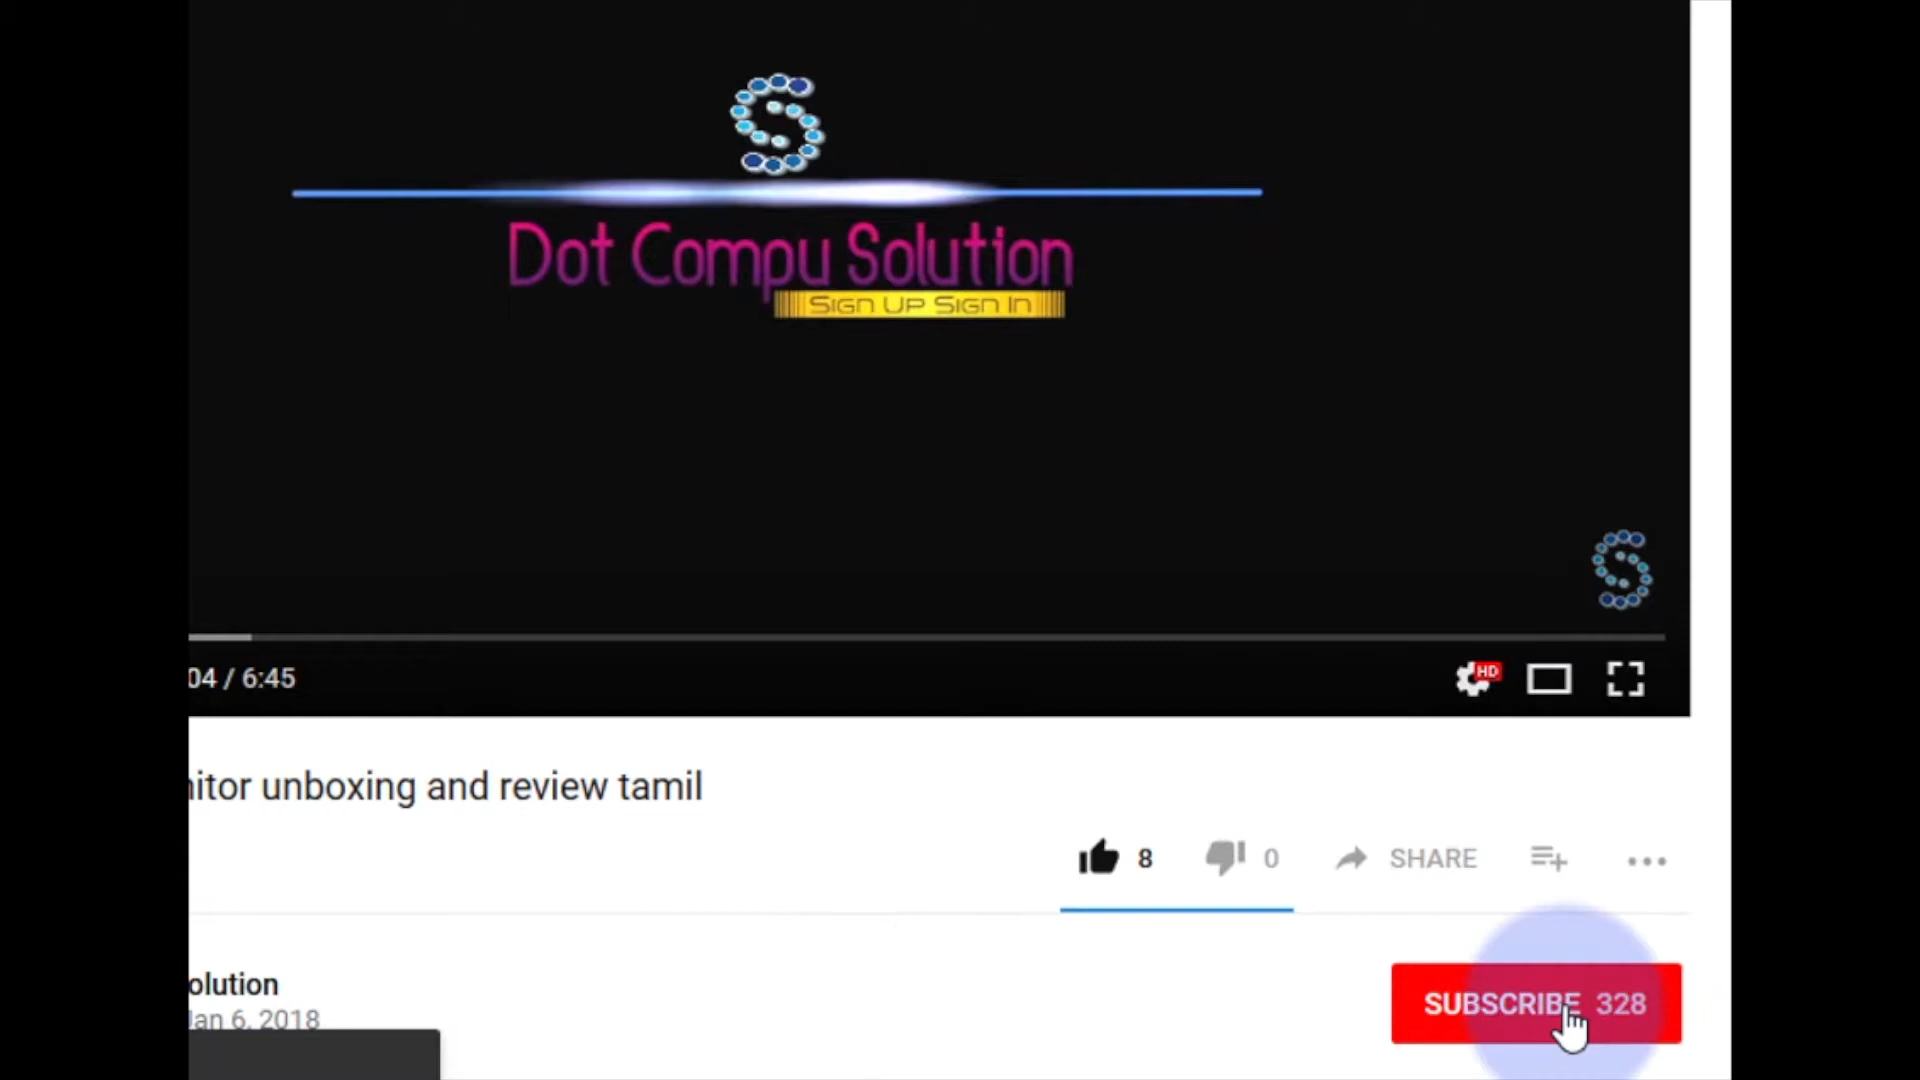 S
Dot Compu Solution
Sign Up Sign In
S
04 / 6:45
HD
nitor unboxing and review tamil
8
0
SHARE
olution
Jan 6, 2018
SUBSCRIBE 328